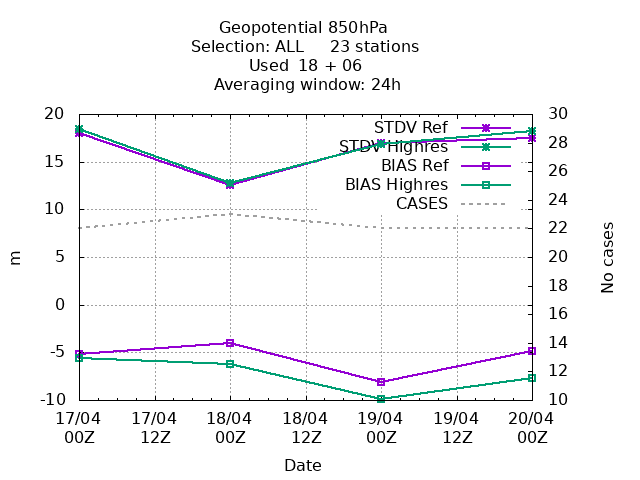 Geopotential 850hPa
Selection: ALL     23 stations
Used  18 + 06
Averaging window: 24h
20
15
10
5
0
-5
-10
m
STDV Ref
STDV Highres
BIAS Ref
BIAS Highres
CASES
30
28
26
24
22
20
18
16
14
12
10
No cases
17/04 17/04 18/04 18/04 19/04 19/04 20/04
00Z 12Z 00Z 12Z 00Z 12Z 00Z
Date